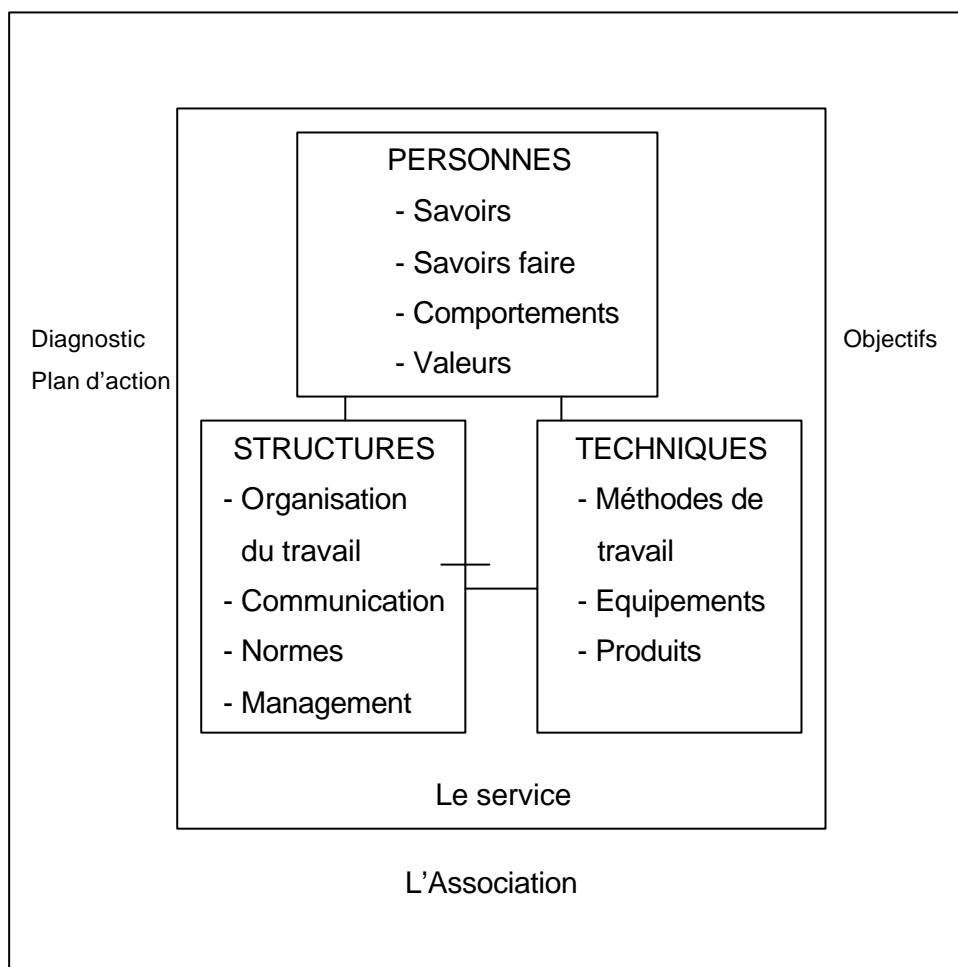 PERSONNES
- Savoirs
- Savoirs faire
- Comportements
- Valeurs
Diagnostic
Plan d’action
Objectifs
STRUCTURES
- Organisation
du travail
- Communication
- Normes
- Management
TECHNIQUES
- Méthodes de
travail
- Equipements
- Produits
Le service
L’Association